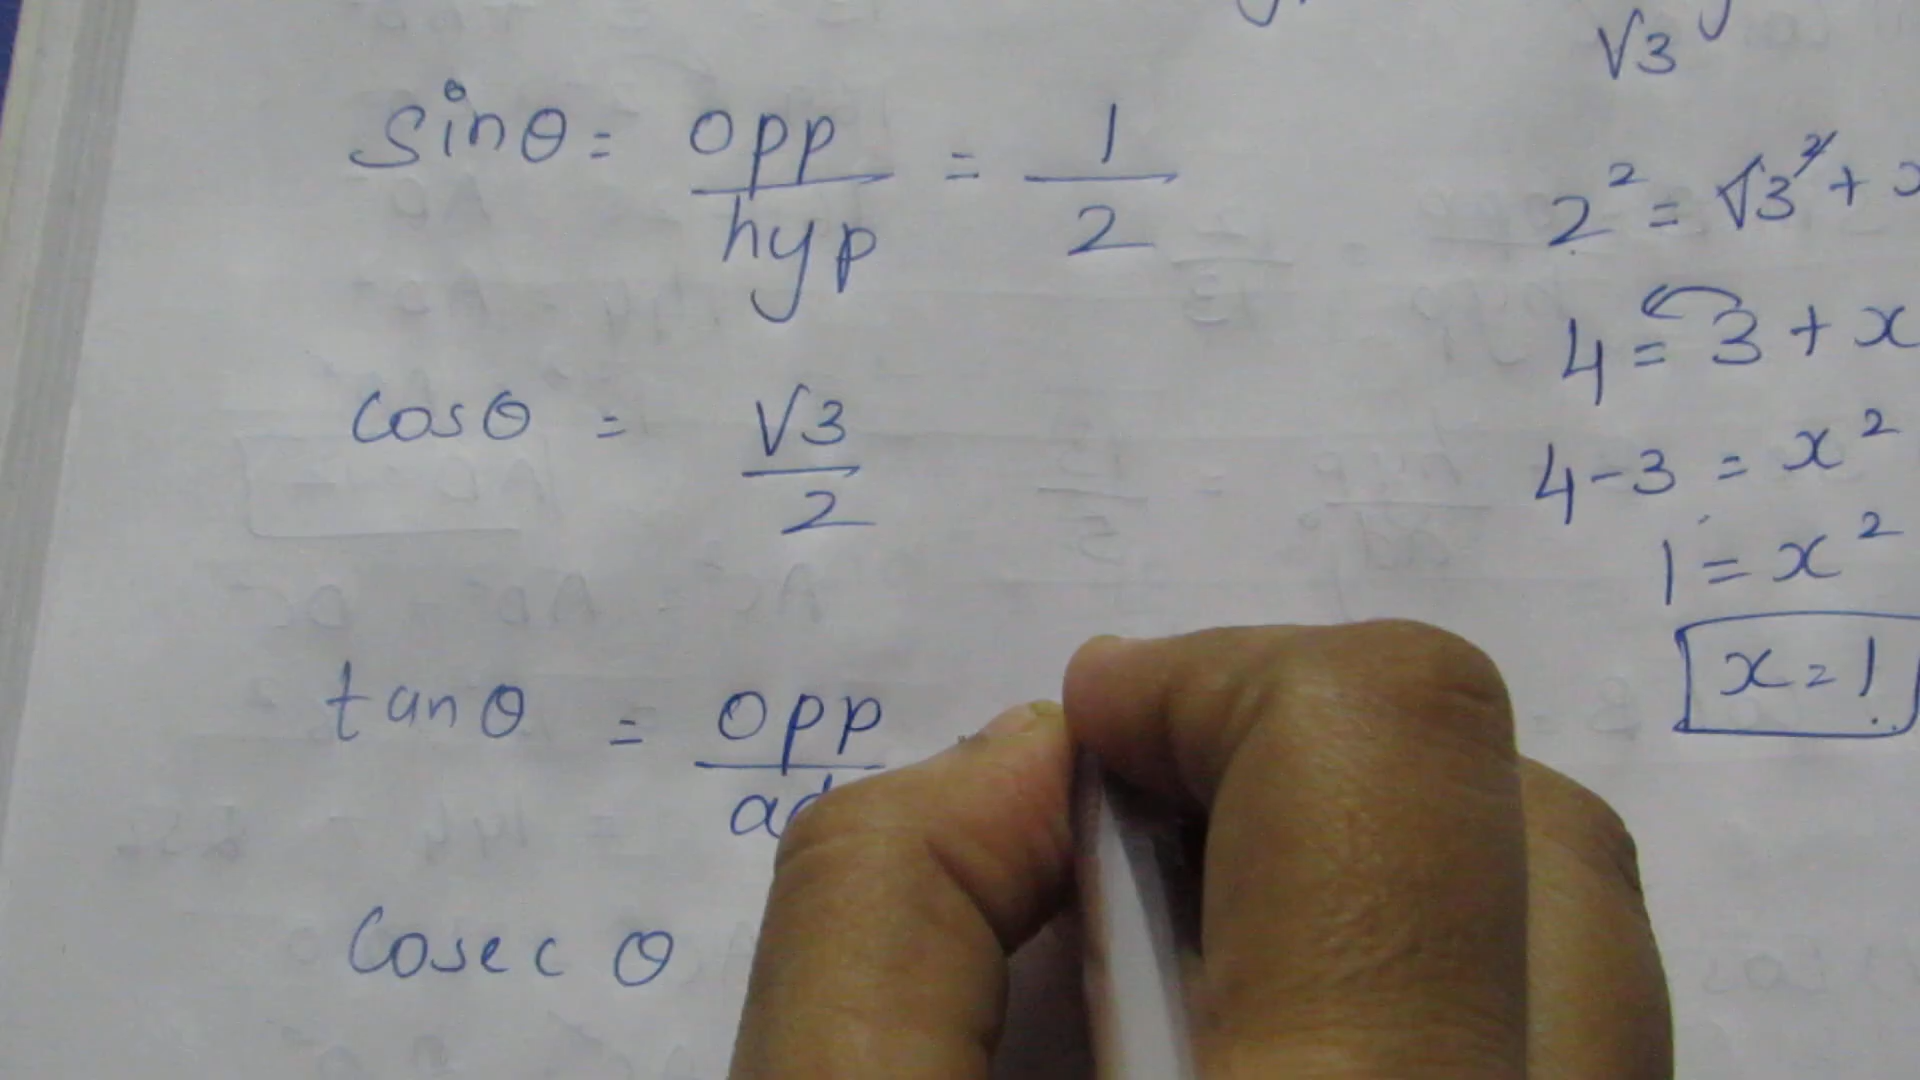 √3
sinθ = opp/hyp = 1/2
2² = √3² +
4 = 3 + x
cosθ = √3/2
4-3 = x²
1 = x²
x = 1
tanθ = opp/
cosec θ